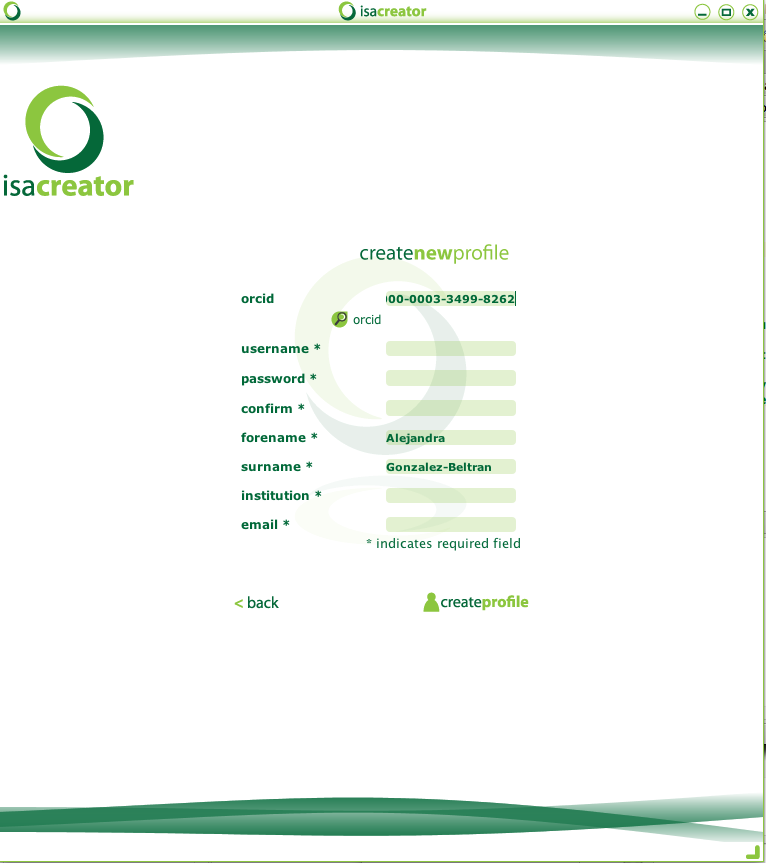 isacreator
isacreator
createnewprofile
orcid 00-0003-3499-8262
orcid
username *
password *
confirm *
forename * Alejandra
surname * Gonzalez-Beltran
institution *
email *
* indicates required field
< back createprofile